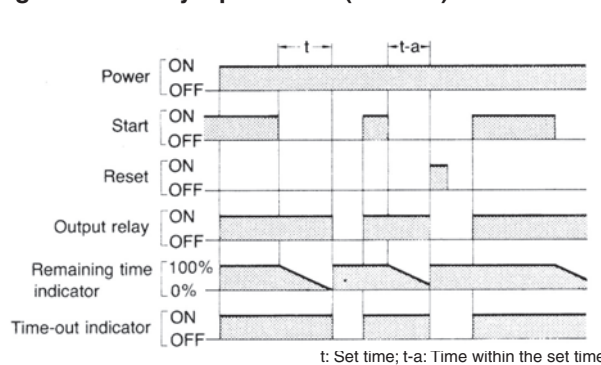 t
t-a
Power ON
OFF
Start ON
OFF
Reset ON
OFF
Output relay ON
OFF
Remaining time 100%
indicator 0%
Time-out indicator ON
OFF
t: Set time; t-a: Time within the set time